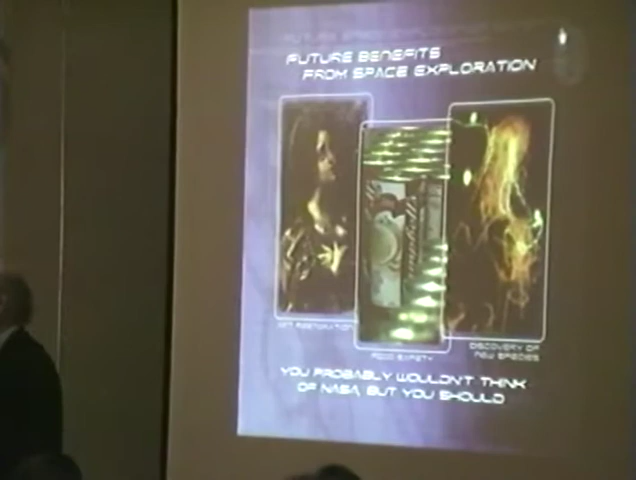 FUTURE BENEFITS
FROM SPACE EXPLORATION
ART RESTORATION
FOOD SAFETY
DISCOVERY OF
NEW SPECIES
YOU PROBABLY WOULDN'T THINK
OF NASA, BUT YOU SHOULD